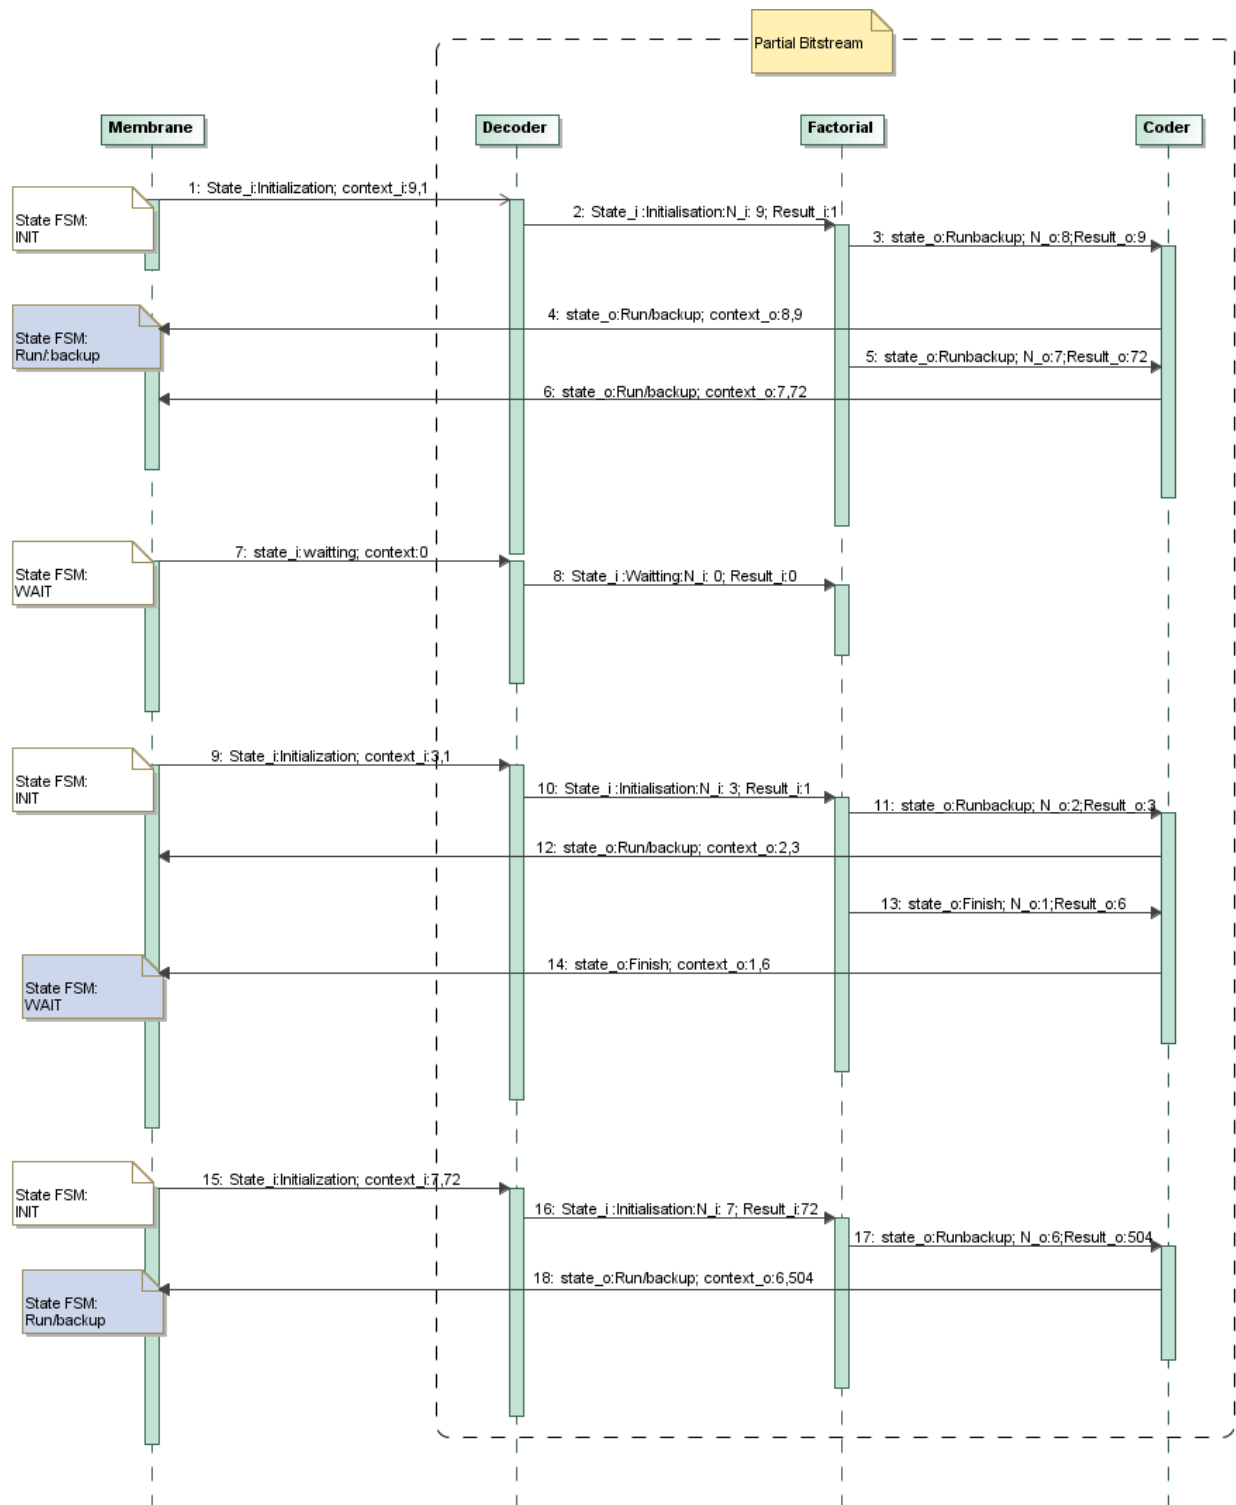 Partial Bitstream
Membrane
Decoder
Factorial
Coder
1: State_i:Initialization; context_i:9,1
State FSM:
INIT
2: State_i :Initialisation:N_i: 9; Result_i:1
3: state_o:Runbackup; N_o:8;Result_o:9
4: state_o:Run/backup; context_o:8,9
State FSM:
Run/:backup
5: state_o:Runbackup; N_o:7;Result_o:72
6: state_o:Run/backup; context_o:7,72
7: state_i:waitting; context:0
State FSM:
WAIT
8: State_i :Waitting:N_i: 0; Result_i:0
9: State_i:Initialization; context_i:3,1
State FSM:
INIT
10: State_i :Initialisation:N_i: 3; Result_i:1
11: state_o:Runbackup; N_o:2;Result_o:3
12: state_o:Run/backup; context_o:2,3
13: state_o:Finish; N_o:1;Result_o:6
14: state_o:Finish; context_o:1,6
State FSM:
WAIT
15: State_i:Initialization; context_i:7,72
State FSM:
INIT
16: State_i :Initialisation:N_i: 7; Result_i:72
17: state_o:Runbackup; N_o:6;Result_o:504
18: state_o:Run/backup; context_o:6,504
State FSM:
Run/backup